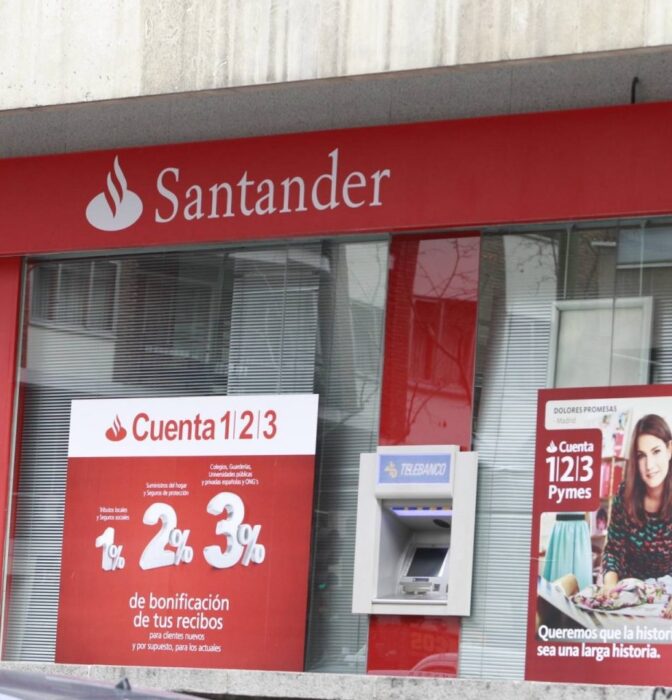 Santander
Cuenta 1|2|3
Tributos locales
y Seguros sociales
1%
Suministros del hogar
y Seguros de protección
2%
Colegios, Guarderías,
Universidades públicas
y privadas españolas y ONG's
3%
de bonificación
de tus recibos
para clientes nuevos
y por supuesto, para los actuales
TELEBANCO
DOLORES PROMESAS
Madrid
Cuenta
1|2|3
Pymes
Queremos que la histori
sea una larga historia.